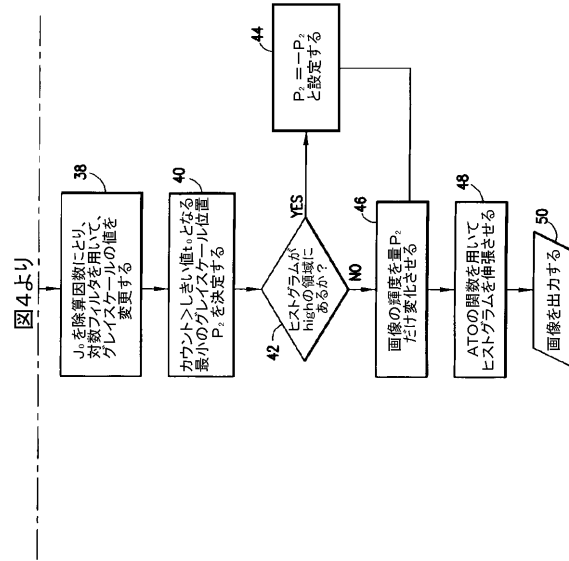 図4より
J₀を除算因数にとり、
対数フィルタを用いて、
グレイスケールの値を
変更する
38
カウント＞しきい値t₀となる
最小のグレイスケール位置
P₂を決定する
40
ヒストグラムが
highの領域に
あるか？
42
YES
NO
P₂＝−P₂
と設定する
44
画像の輝度を量P₂
だけ変化させる
46
ATOの関数を用いて
ヒストグラムを伸張させる
48
画像を出力する
50